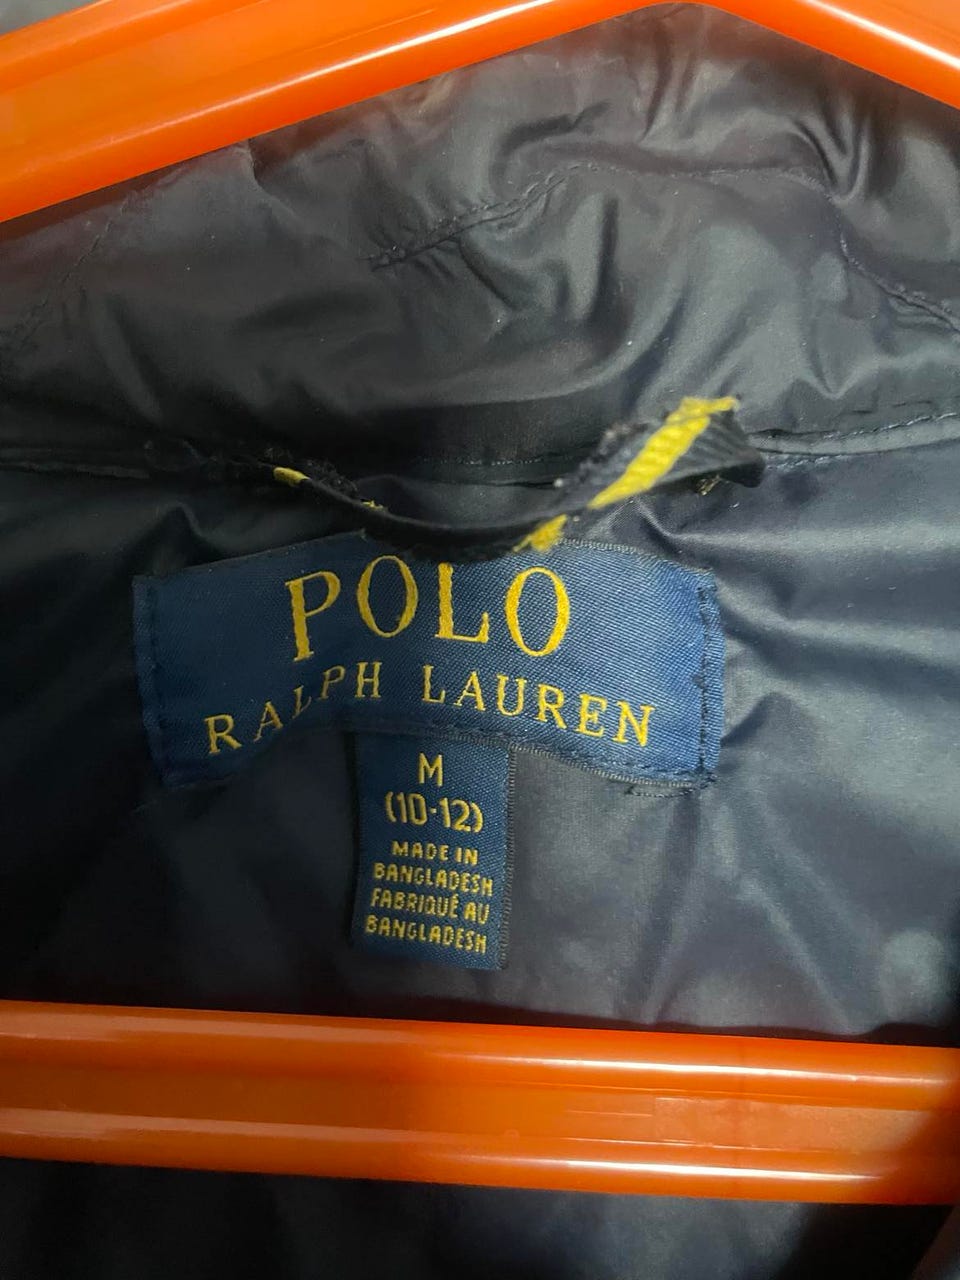 POLO
RALPH LAUREN
M
(10-12)
MADE IN
BANGLADESH
FABRIQUÉ AU
BANGLADESH